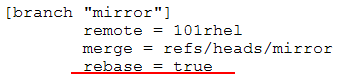 [branch "mirror"]
        remote = 101rhel
        merge = refs/heads/mirror
        rebase = true